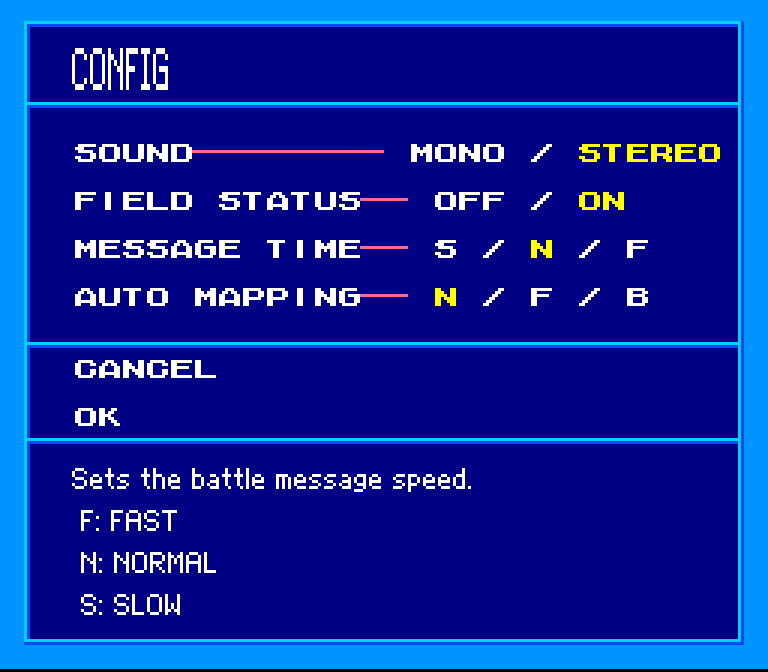 CONFIG
SOUND MONO / STEREO
FIELD STATUS OFF / ON
MESSAGE TIME S / N / F
AUTO MAPPING N / F / B
CANCEL
OK
Sets the battle message speed.
F: FAST
N: NORMAL
S: SLOW